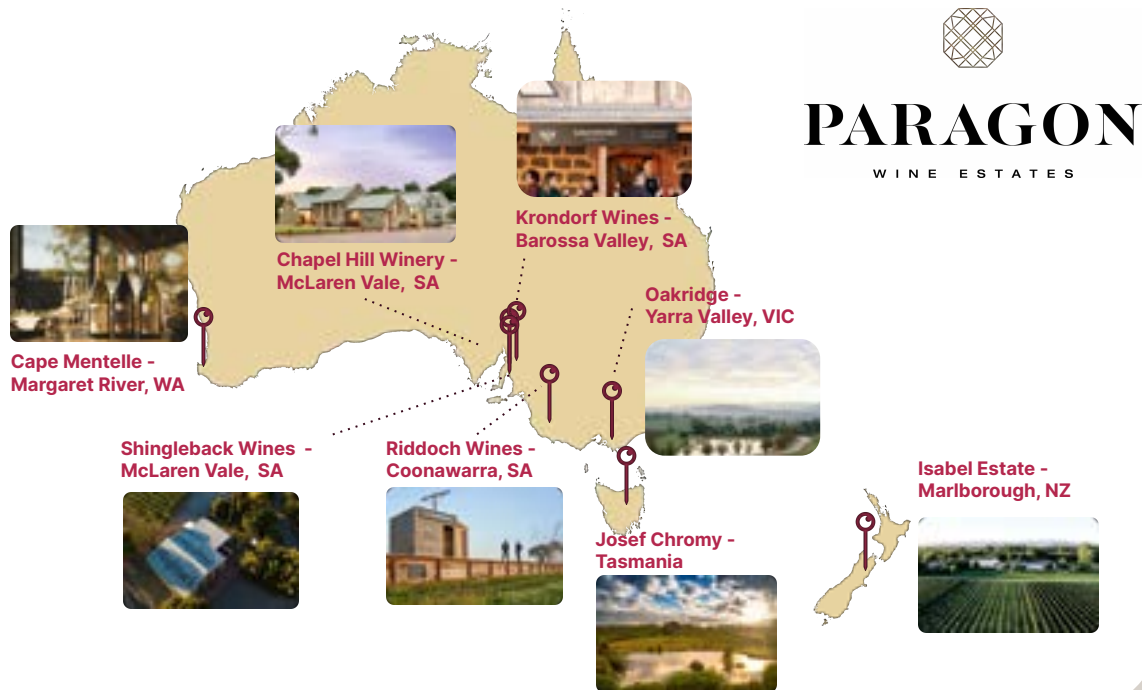 PARAGON
WINE ESTATES
Krondorf Wines -
Barossa Valley,  SA
Chapel Hill Winery -
McLaren Vale,  SA
Oakridge -
Yarra Valley, VIC
Cape Mentelle -
Margaret River, WA
Shingleback Wines  -
McLaren Vale,  SA
Riddoch Wines -
Coonawarra, SA
Isabel Estate -
Marlborough, NZ
Josef Chromy -
Tasmania